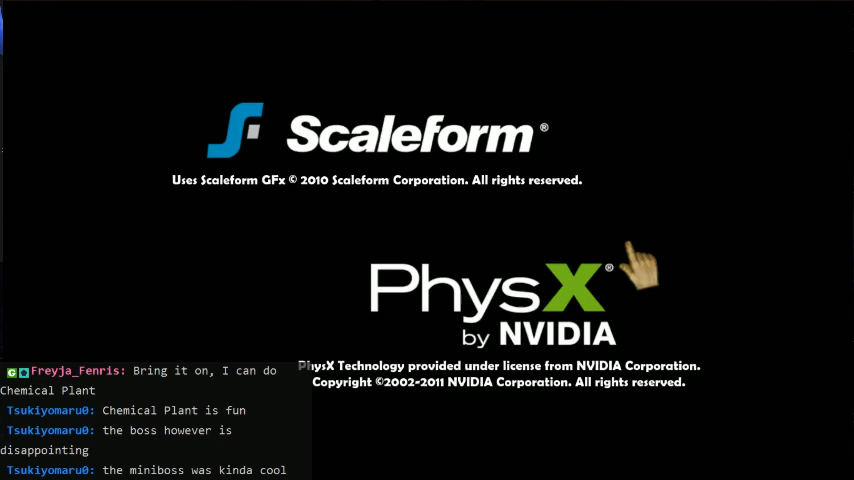 Scaleform®
Uses Scaleform GFx © 2010 Scaleform Corporation. All rights reserved.
PhysX®
by NVIDIA
PhysX Technology provided under license from NVIDIA Corporation.
Copyright ©2002-2011 NVIDIA Corporation. All rights reserved.
G Freyja_Fenris: Bring it on, I can do
Chemical Plant
Tsukiyomaru0: Chemical Plant is fun
Tsukiyomaru0: the boss however is
disappointing
Tsukiyomaru0: the miniboss was kinda cool